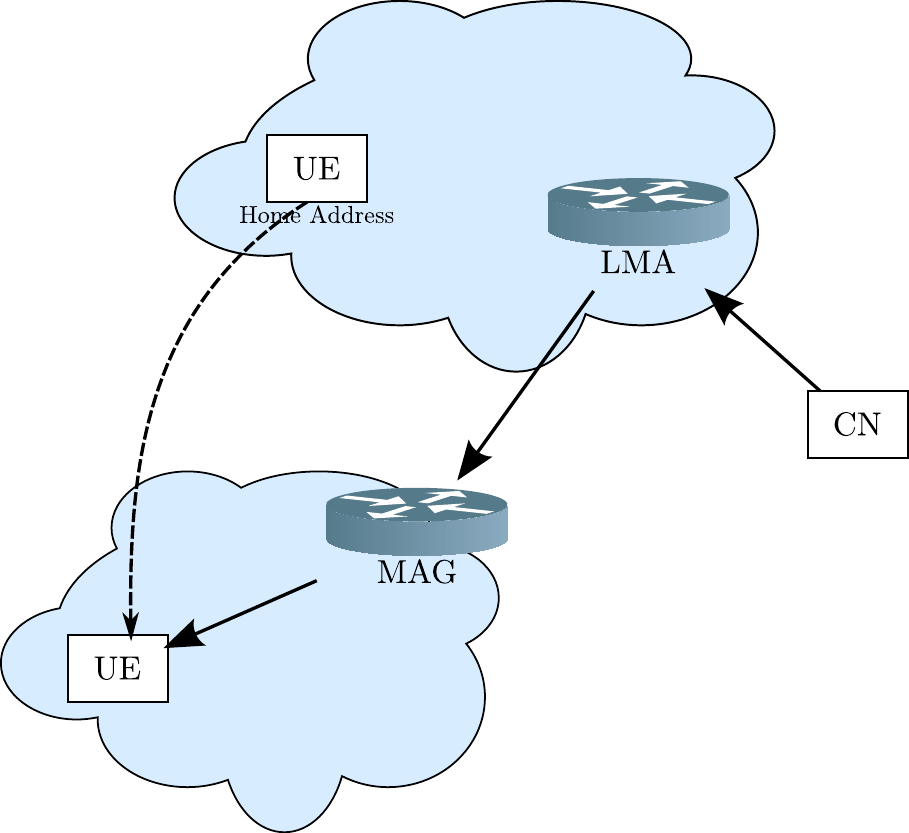 UE
Home Address
LMA
CN
MAG
UE